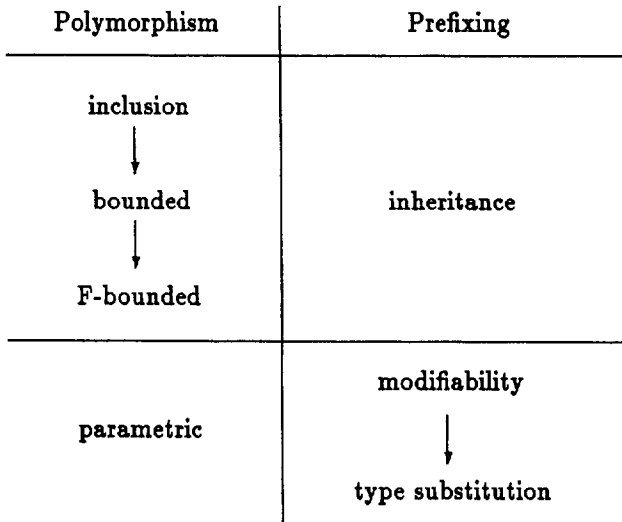 Polymorphism Prefixing
inclusion
bounded inheritance
F-bounded
modifiability
parametric
type substitution